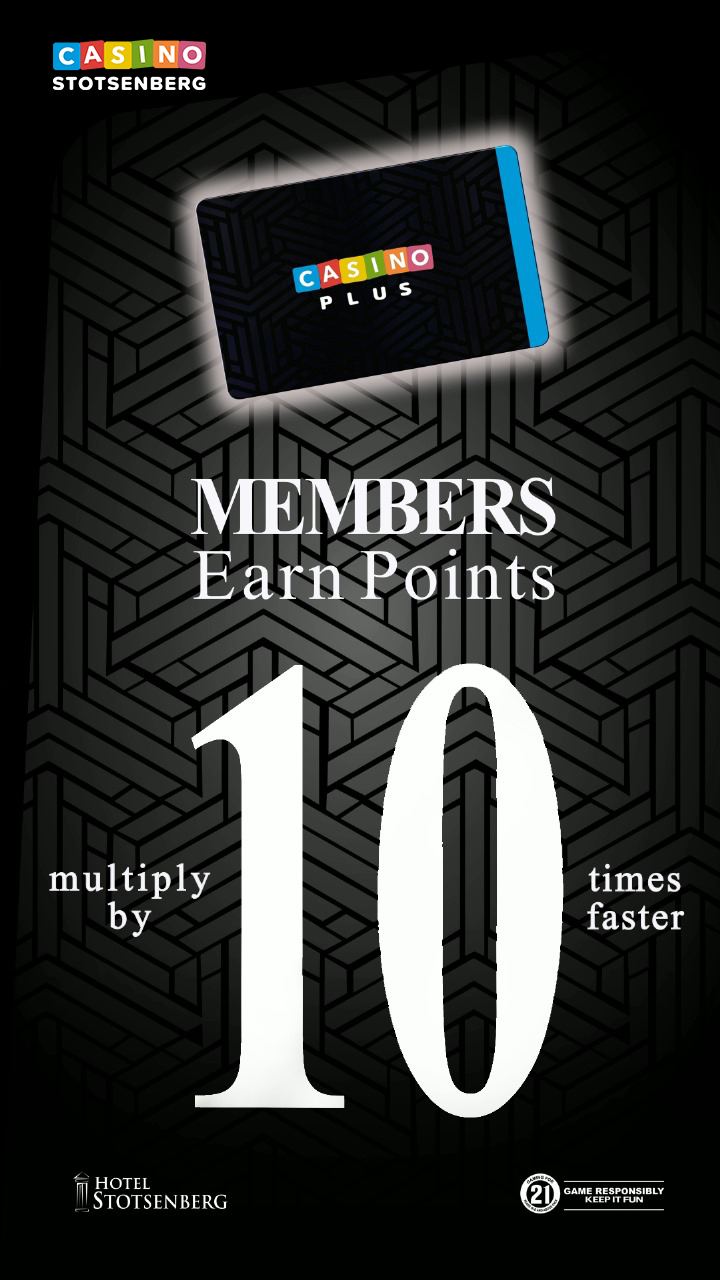 CASINO
STOTSENBERG
CASINO
PLUS
MEMBERS
Earn Points
multiply
by
10
times
faster
HOTEL
STOTSENBERG
21
GAME RESPONSIBLY
KEEP IT FUN